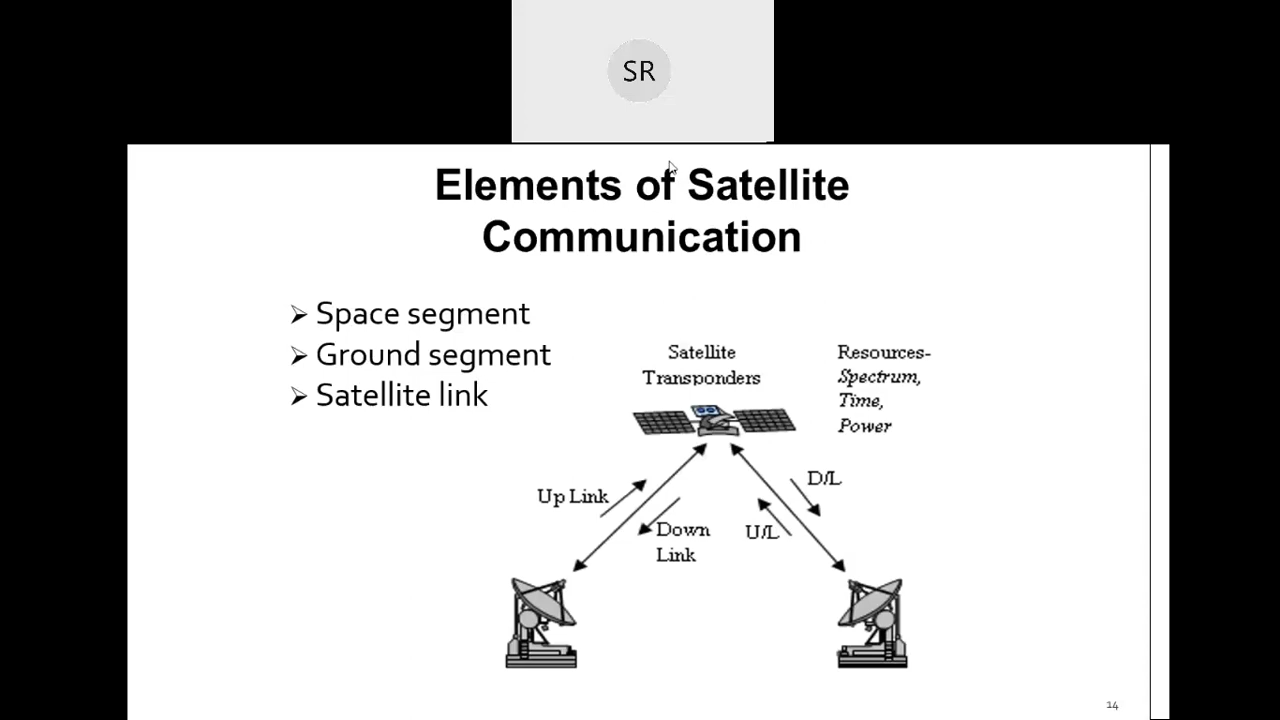 SR
Elements of Satellite
Communication
➢ Space segment
➢ Ground segment
➢ Satellite link
Satellite
Transponders
Resources-
Spectrum,
Time,
Power
Up Link
Down
Link
D/L
U/L
14